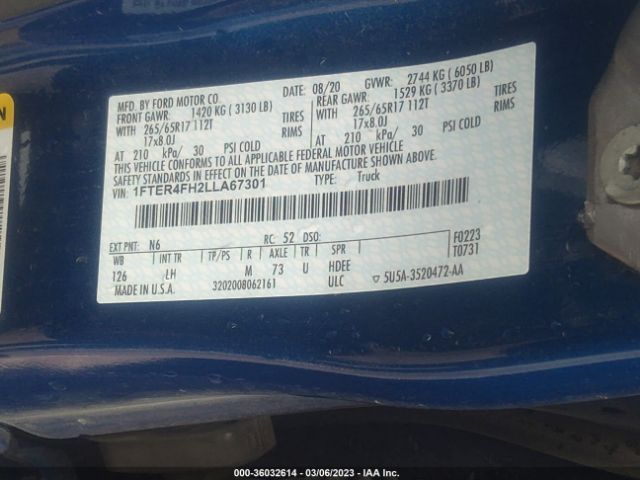 MFD. BY FORD MOTOR CO. DATE: 08/20 GVWR: 2744 KG ( 6050 LB)
FRONT GAWR: 1420 KG ( 3130 LB) REAR GAWR: 1529 KG ( 3370 LB)
WITH 265/65R17 112T TIRES WITH 265/65R17 112T TIRES
17x8.0J RIMS 17x8.0J RIMS
AT 210 kPa/ 30 PSI COLD AT 210 kPa/ 30 PSI COLD
THIS VEHICLE CONFORMS TO ALL APPLICABLE FEDERAL MOTOR VEHICLE
SAFETY STANDARDS IN EFFECT ON THE DATE OF MANUFACTURE SHOWN ABOVE.
VIN: 1FTER4FH2LLA67301 TYPE: Truck
EXT PNT: N6 RC: 52 DSO: F0223
WB INT TR TP/PS R AXLE TR SPR T0731
126 LH M 73 U HDEE
MADE IN U.S.A. 3202008062161 ULC ▽ 5U5A-3520472-AA
N
000-36032614 - 03/06/2023 - IAA Inc.